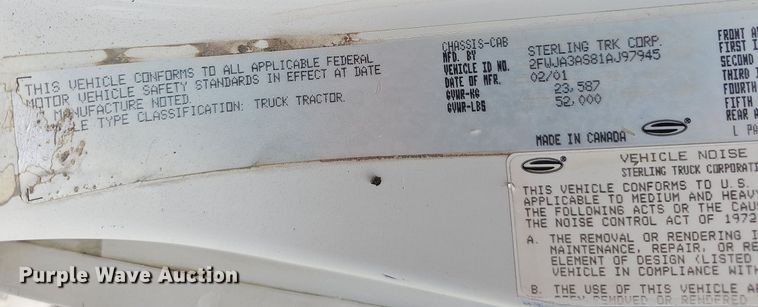 THIS VEHICLE CONFORMS TO ALL APPLICABLE FEDERAL
MOTOR VEHICLE SAFETY STANDARDS IN EFFECT AT DATE
MANUFACTURE NOTED.
TYPE CLASSIFICATION: TRUCK TRACTOR.
CHASSIS-CAB
MFD. BY STERLING TRK CORP.
VEHICLE ID NO. 2FWJA3AS81AJ97945
DATE OF MFR. 02/01
GVWR-KG 23,587
GVWR-LBS 52,000
MADE IN CANADA
FRONT
FIRST
SECOND
THIRD
FOURTH
FIFTH
REAR
VEHICLE NOISE
STERLING TRUCK
THIS VEHICLE CONFORMS TO U.S.
APPLICABLE TO MEDIUM AND
THE FOLLOWING ACTS OR THE
THE NOISE CONTROL ACT OF 1972
A. THE REMOVAL OR RENDERING
MAINTENANCE, REPAIR, OR
ELEMENT OF DESIGN (LISTED
VEHICLE IN COMPLIANCE WITH
B. THE USE OF THIS VEHICLE
BEEN REMOVED OR RENDERED
Purple Wave Auction